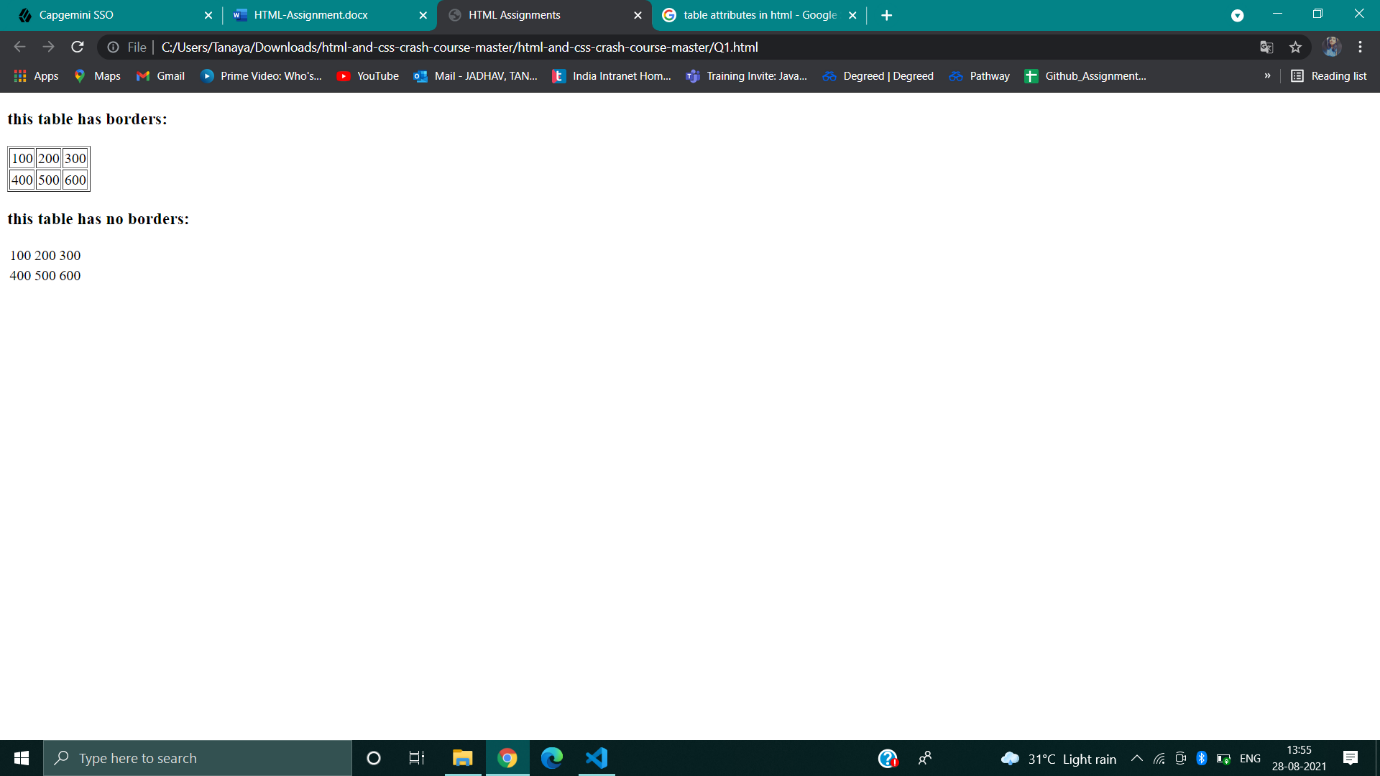 Capgemini SSO
HTML-Assignment.docx
HTML Assignments
table attributes in html - Google
File | C:/Users/Tanaya/Downloads/html-and-css-crash-course-master/html-and-css-crash-course-master/Q1.html
Apps
Maps
Gmail
Prime Video: Who's...
YouTube
Mail - JADHAV, TAN...
India Intranet Hom...
Training Invite: Java...
Degreed | Degreed
Pathway
Github_Assignment...
»
Reading list
this table has borders:
100 200 300
400 500 600
this table has no borders:
100 200 300
400 500 600
Type here to search
31°C Light rain
ENG
13:55
28-08-2021